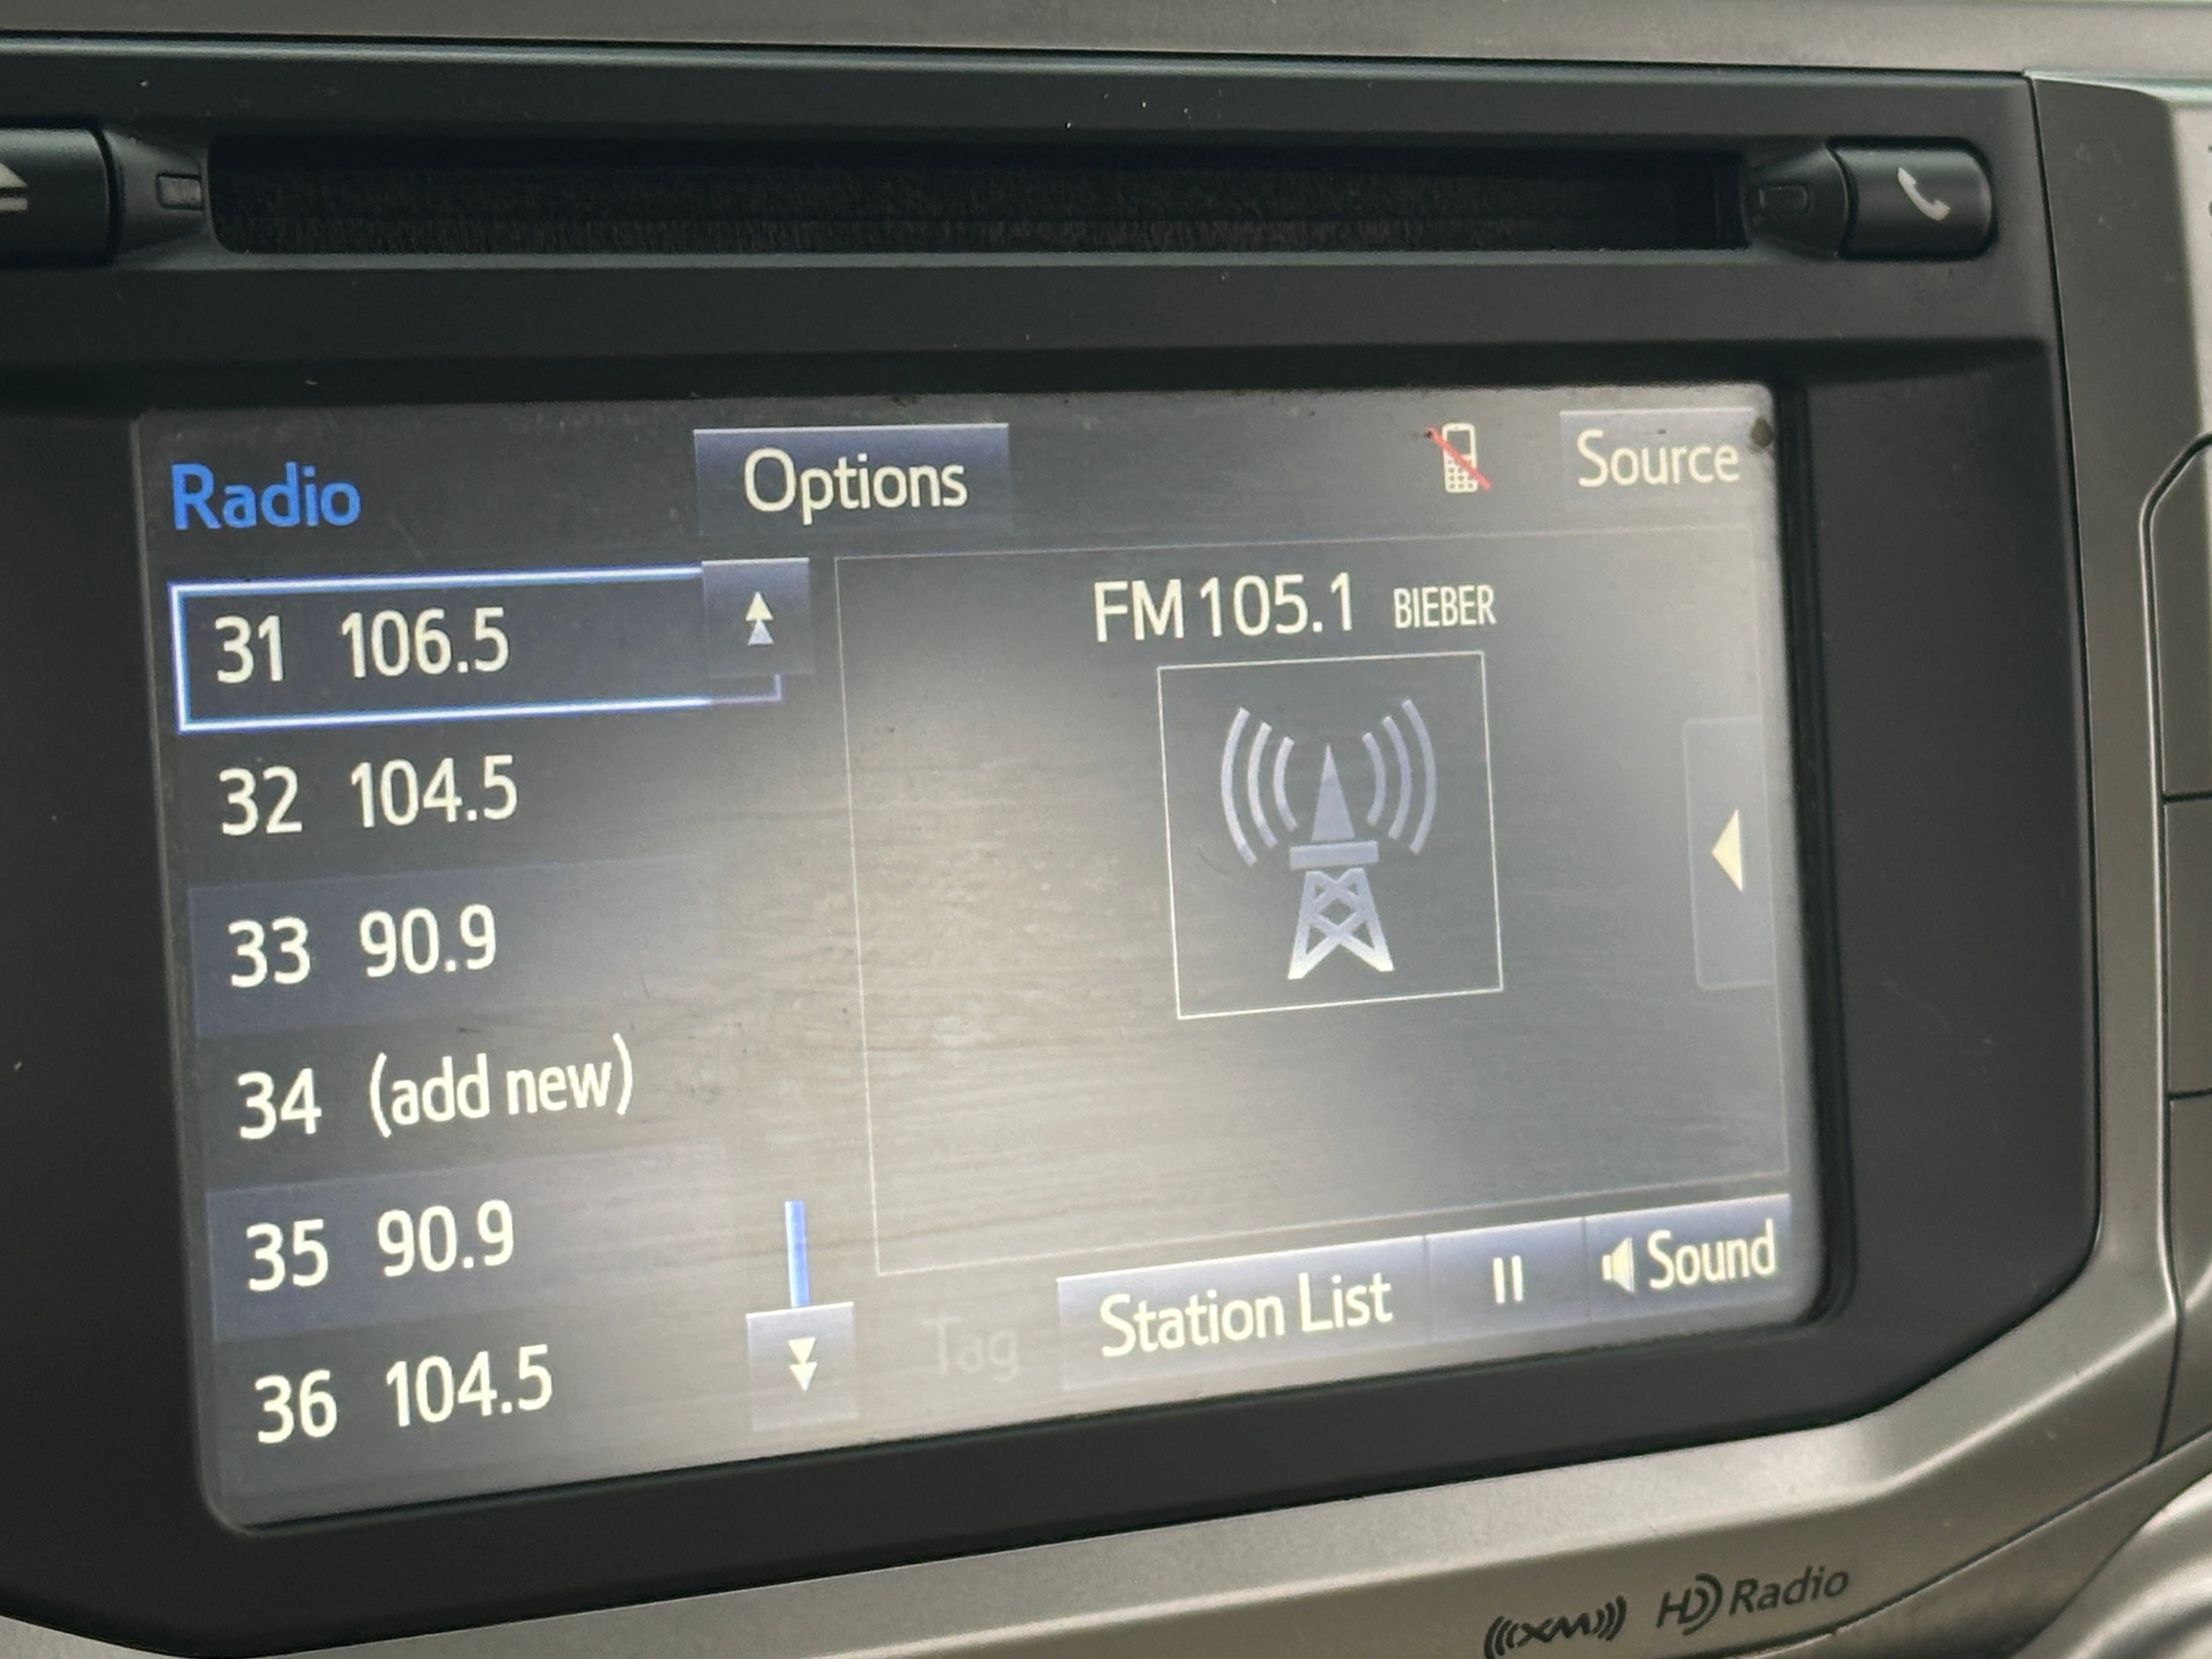 Radio
Options
Source
31 106.5
32 104.5
33 90.9
34 (add new)
35 90.9
36 104.5
FM 105.1 BIEBER
Tag
Station List
Sound
((XM))
HD Radio